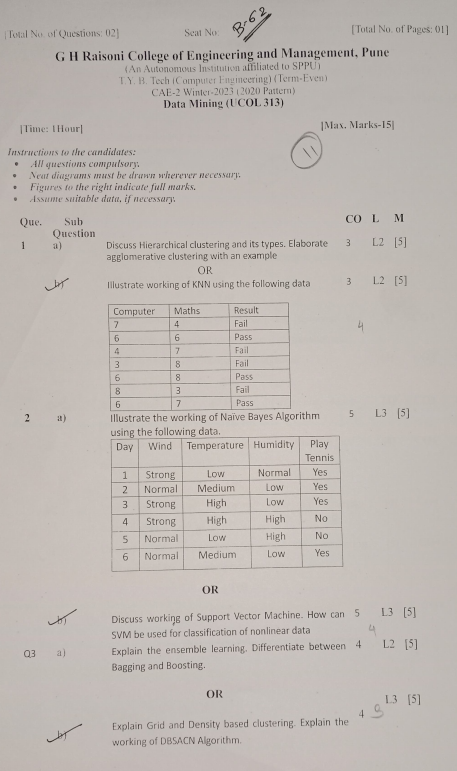 [Total No. of Questions: 02] Seat No. B-62 [Total No. of Pages: 01]
G H Raisoni College of Engineering and Management, Pune
(An Autonomous Institution affiliated to SPPU)
T.Y. B. Tech (Computer Engineering) (Term-Even)
CAE-2 Winter-2023 (2020 Pattern)
Data Mining (UCOL 313)
[Time: 1Hour] [Max. Marks-15]
11
Instructions to the candidates:
• All questions compulsory.
• Neat diagrams must be drawn wherever necessary.
• Figures to the right indicate full marks.
• Assume suitable data, if necessary.
Que. Sub CO L M
Question
1 a) Discuss Hierarchical clustering and its types. Elaborate 3 L2 [5]
agglomerative clustering with an example
OR
b) Illustrate working of KNN using the following data 3 L2 [5]
Computer Maths Result
7 4 Fail
6 6 Pass
4 7 Fail
3 8 Fail
6 8 Pass
8 3 Fail
6 7 Pass
4
2 a) Illustrate the working of Naïve Bayes Algorithm 5 L3 [5]
using the following data.
Day Wind Temperature Humidity Play
Tennis
1 Strong Low Normal Yes
2 Normal Medium Low Yes
3 Strong High Low Yes
4 Strong High High No
5 Normal Low High No
6 Normal Medium Low Yes
OR
b) Discuss working of Support Vector Machine. How can 5 L3 [5]
SVM be used for classification of nonlinear data 4
Q3 a) Explain the ensemble learning. Differentiate between 4 L2 [5]
Bagging and Boosting.
OR
L3 [5]
4
b) Explain Grid and Density based clustering. Explain the
working of DBSACN Algorithm.